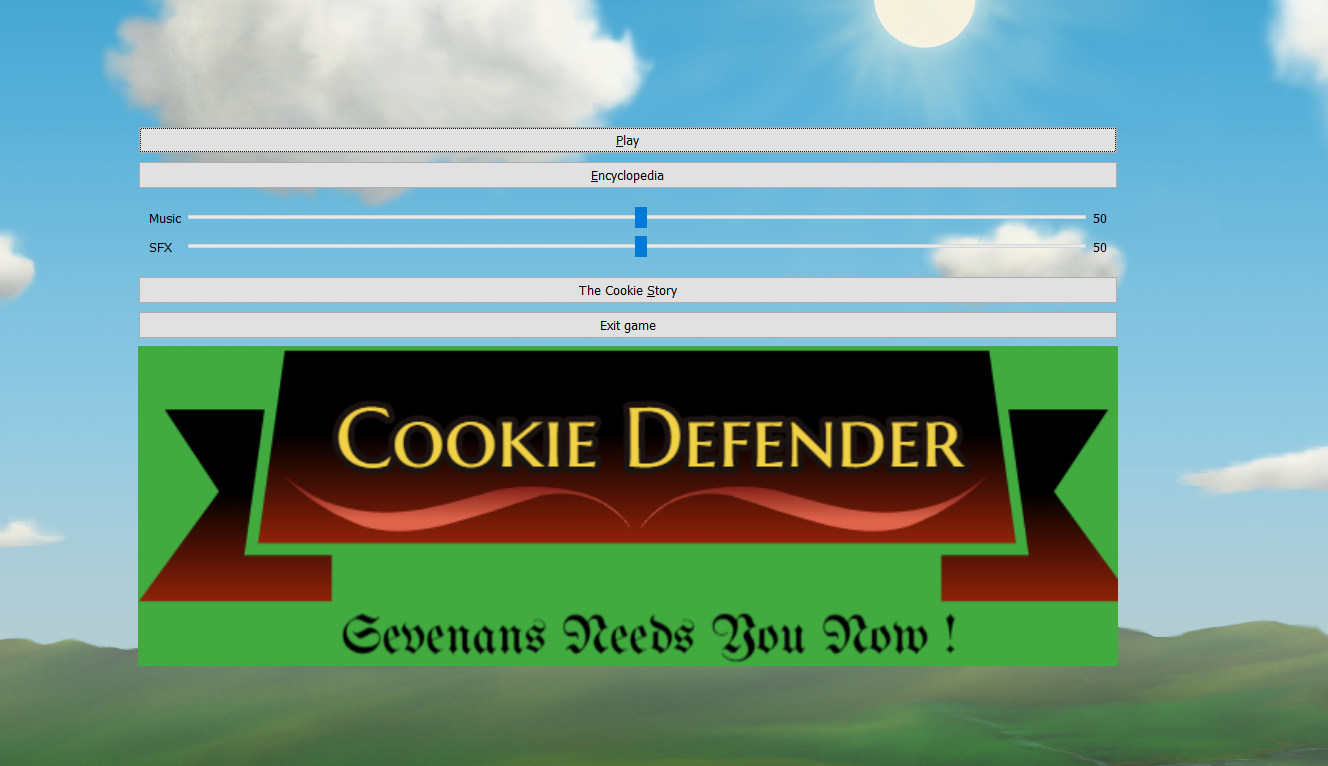 Play
Encyclopedia
Music 50
SFX 50
The Cookie Story
Exit game
Cookie Defender
Sevenans Needs You Now !